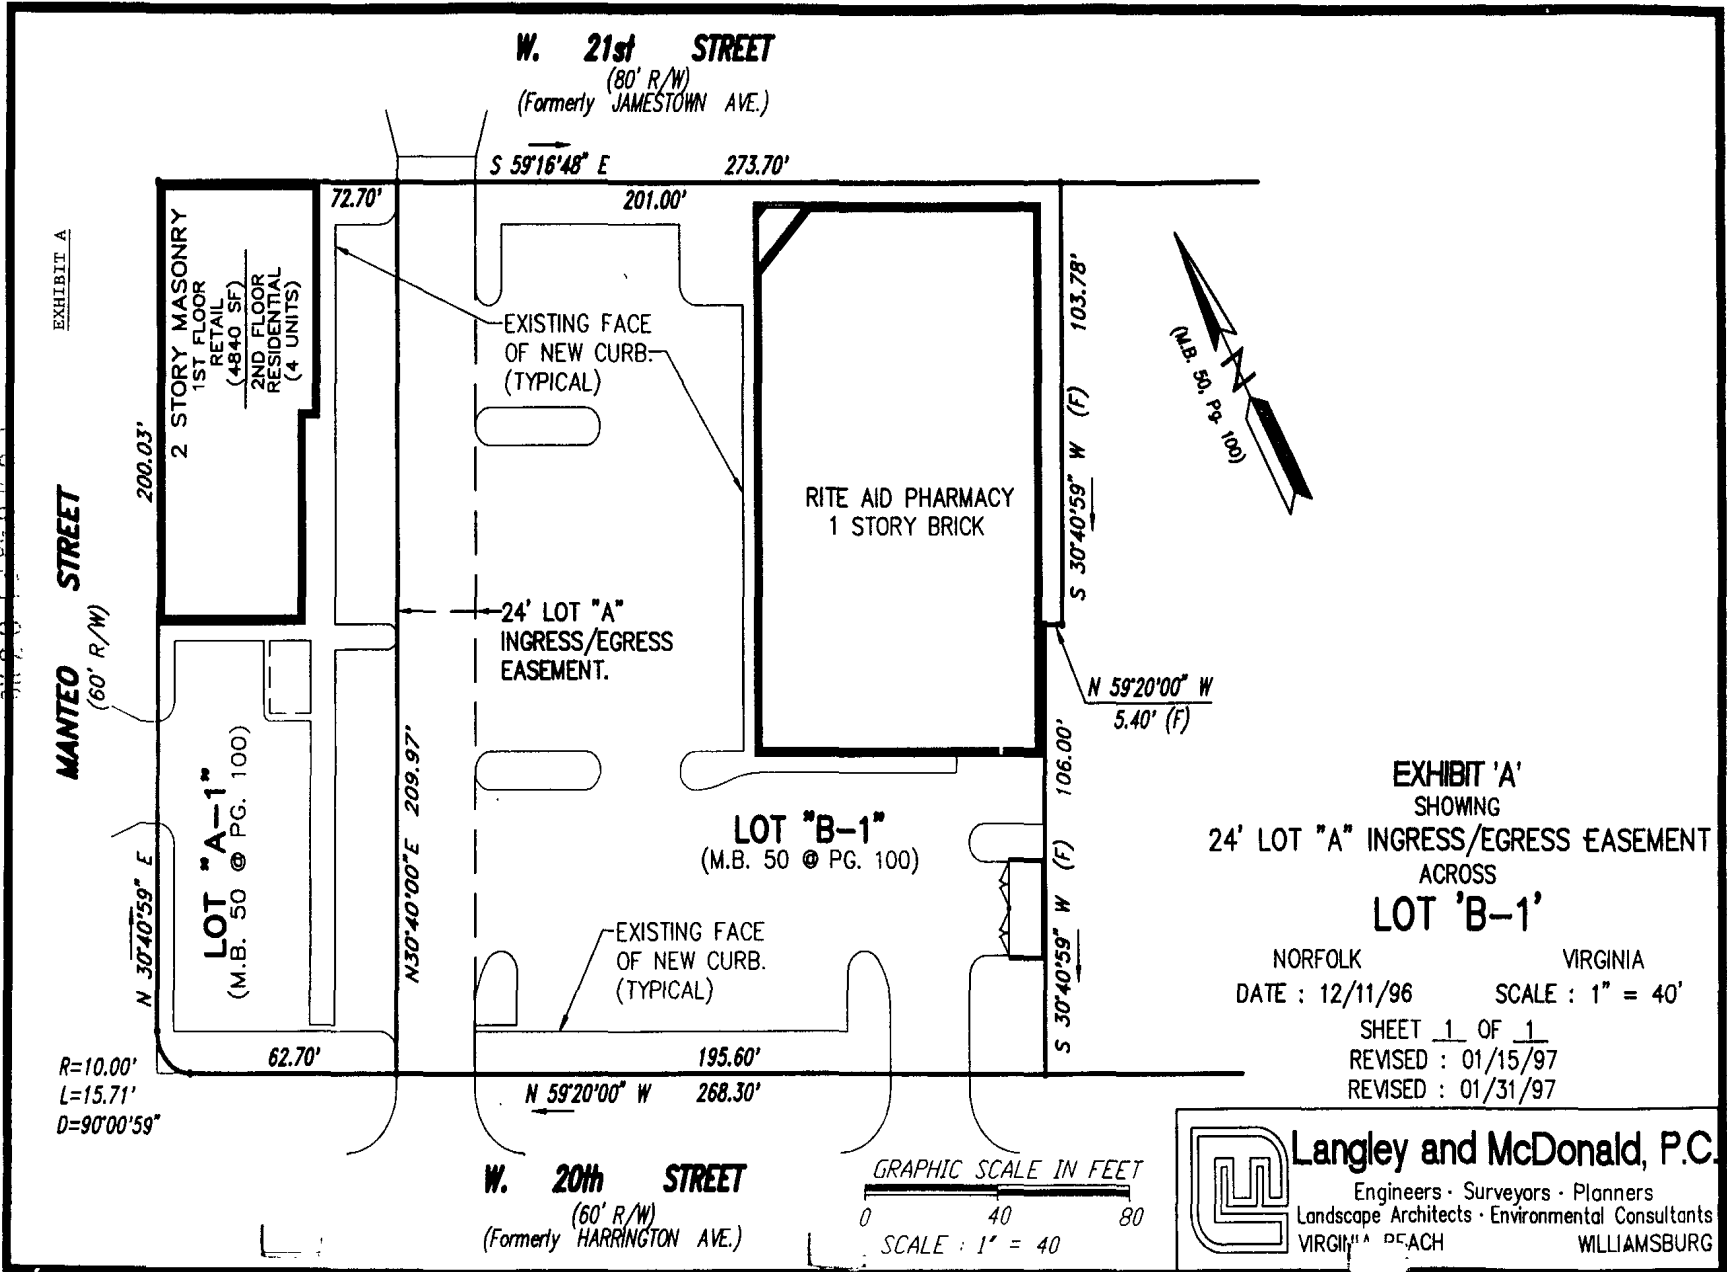 W. 21st STREET
(80' R/W)
(Formerly JAMESTOWN AVE.)
S 59°16'48" E 273.70'
72.70'
201.00'
EXHIBIT A
2 STORY MASONRY
1ST FLOOR
RETAIL
(4840 SF)
2ND FLOOR
RESIDENTIAL
(4 UNITS)
200.03'
MANTEO STREET
(60' R/W)
EXISTING FACE
OF NEW CURB.
(TYPICAL)
RITE AID PHARMACY
1 STORY BRICK
S 30°40'59" W (F) 103.78'
N
(M.B. 50, Pg. 100)
24' LOT "A"
INGRESS/EGRESS
EASEMENT.
N 59°20'00" W
5.40' (F)
N 30°40'59" E
LOT "A-1"
(M.B. 50 @ PG. 100)
N30°40'00"E 209.97'
LOT "B-1"
(M.B. 50 @ PG. 100)
S 30°40'59" W (F) 106.00'
EXISTING FACE
OF NEW CURB.
(TYPICAL)
R=10.00'
L=15.71'
D=90°00'59"
62.70'
195.60'
N 59°20'00" W 268.30'
W. 20th STREET
(60' R/W)
(Formerly HARRINGTON AVE.)
GRAPHIC SCALE IN FEET
0 40 80
SCALE : 1" = 40
EXHIBIT 'A'
SHOWING
24' LOT "A" INGRESS/EGRESS EASEMENT
ACROSS
LOT 'B-1'
NORFOLK VIRGINIA
DATE : 12/11/96 SCALE : 1" = 40'
SHEET 1 OF 1
REVISED : 01/15/97
REVISED : 01/31/97
Langley and McDonald, P.C.
Engineers · Surveyors · Planners
Landscape Architects · Environmental Consultants
VIRGINIA BEACH WILLIAMSBURG